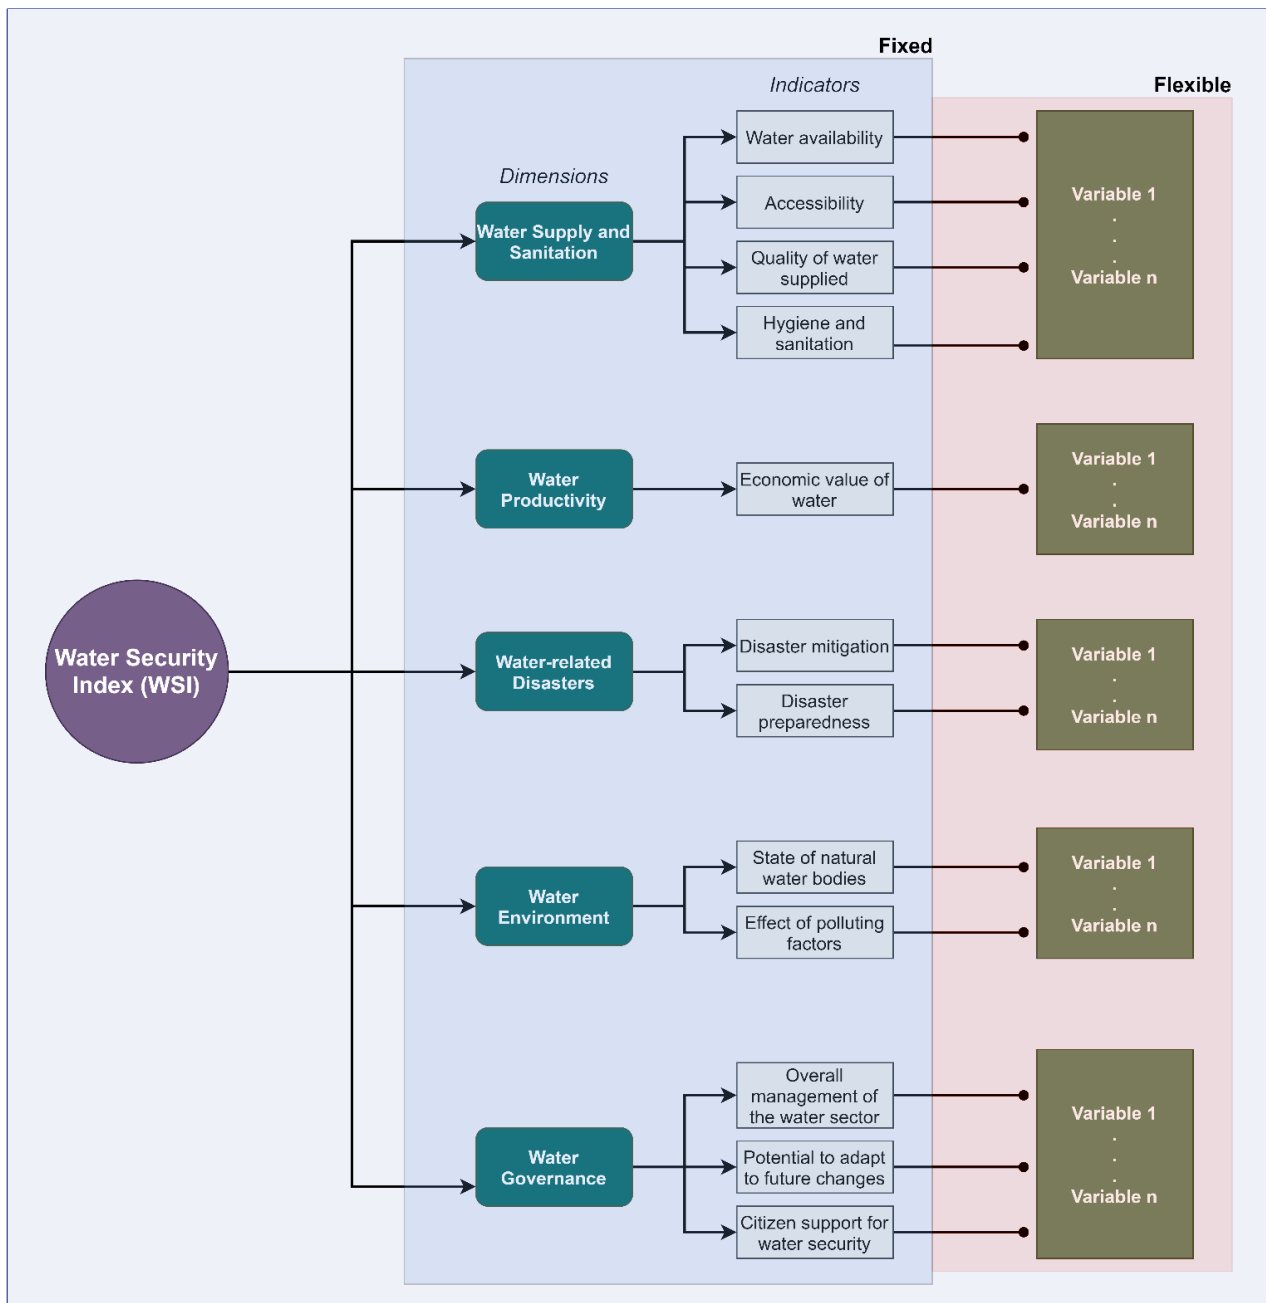 Fixed
Flexible
Indicators
Dimensions
Water Security
Index (WSI)
Water Supply and
Sanitation
Water availability
Accessibility
Quality of water
supplied
Hygiene and
sanitation
Variable 1
.
.
.
Variable n
Water
Productivity
Economic value of
water
Variable 1
.
.
Variable n
Water-related
Disasters
Disaster mitigation
Disaster
preparedness
Variable 1
.
.
Variable n
Water
Environment
State of natural
water bodies
Effect of polluting
factors
Variable 1
.
.
Variable n
Water
Governance
Overall
management of
the water sector
Potential to adapt
to future changes
Citizen support for
water security
Variable 1
.
.
.
Variable n